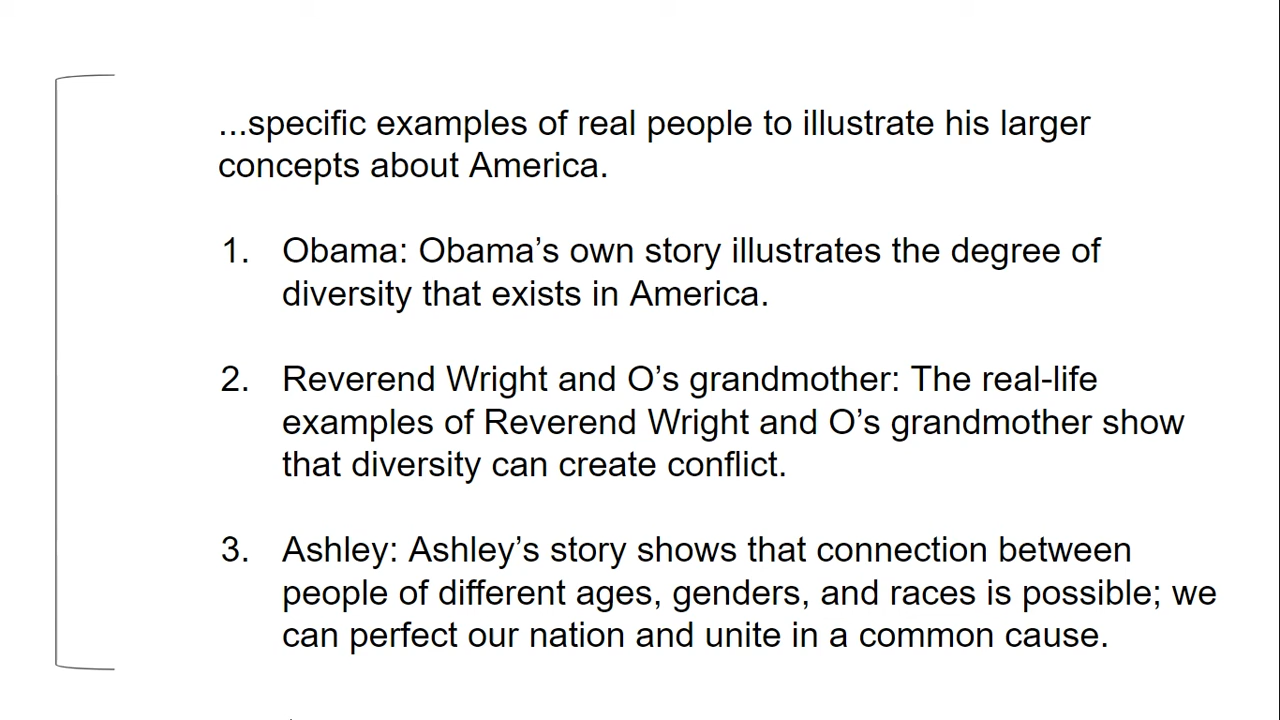 ...specific examples of real people to illustrate his larger
concepts about America.
1. Obama: Obama’s own story illustrates the degree of
diversity that exists in America.
2. Reverend Wright and O’s grandmother: The real-life
examples of Reverend Wright and O’s grandmother show
that diversity can create conflict.
3. Ashley: Ashley’s story shows that connection between
people of different ages, genders, and races is possible; we
can perfect our nation and unite in a common cause.